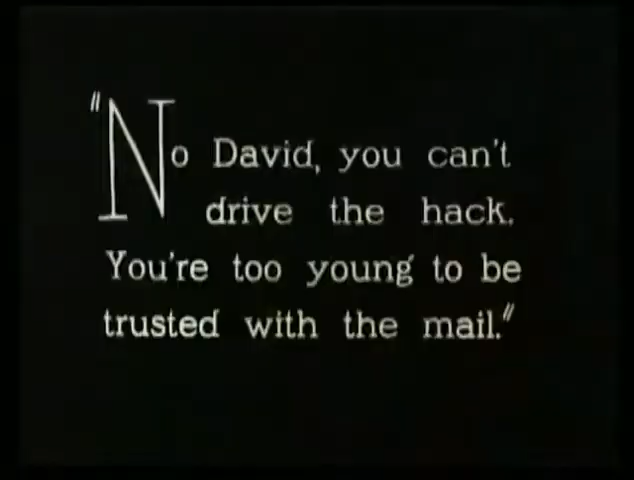 "No David, you can't
drive the hack.
You're too young to be
trusted with the mail."